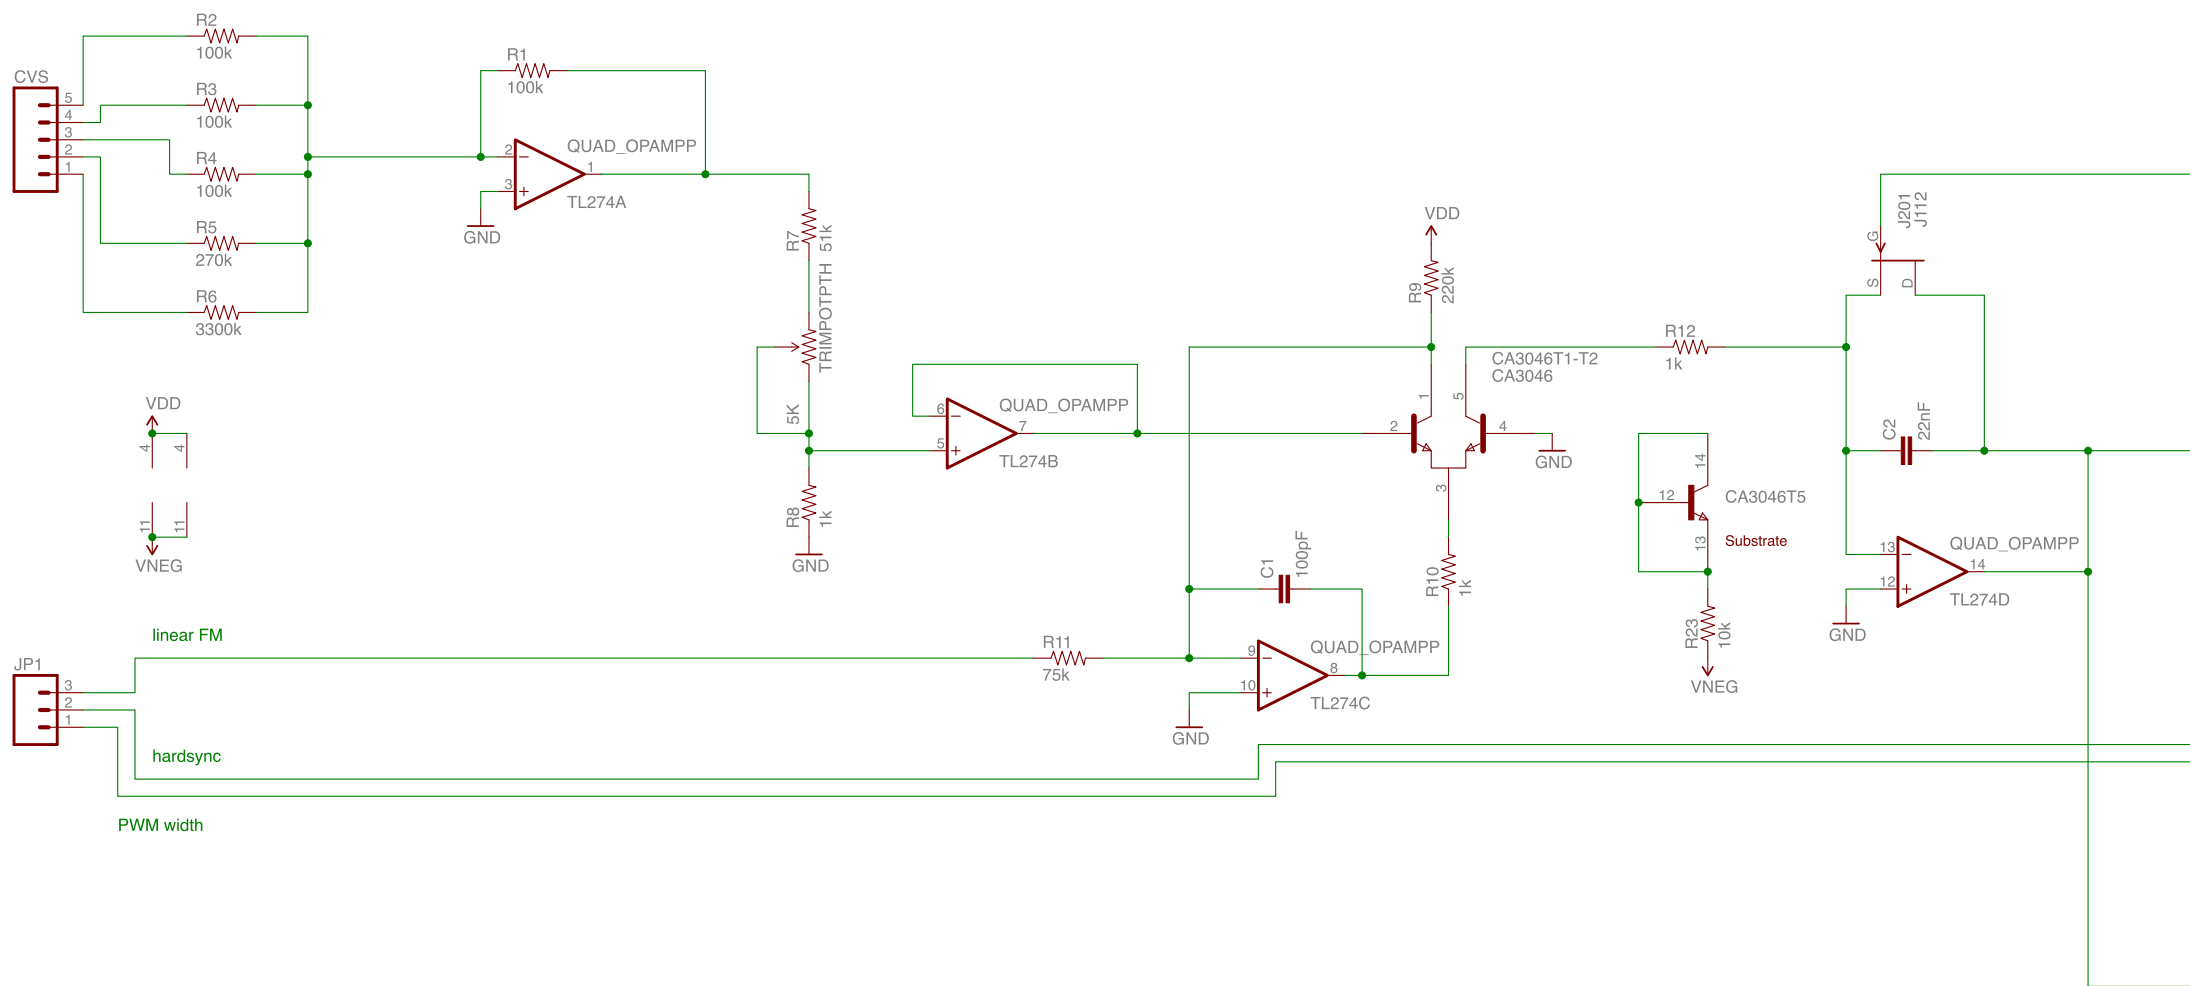 R2
100k
CVS
5
4
3
2
1
R3
100k
R4
100k
R5
270k
R6
3300k
R1
100k
2
3
1
QUAD_OPAMPP
TL274A
GND
R7
51k
TRIMPOTPTH
5K
R8
1k
GND
VDD
4
4
11
11
VNEG
6
5
7
QUAD_OPAMPP
TL274B
VDD
R9
220k
CA3046T1-T2
CA3046
1
5
2
4
3
GND
R10
1k
C1
100pF
R11
75k
9
10
8
QUAD_OPAMPP
TL274C
GND
R12
1k
J201
J112
G
S
D
C2
22nF
14
12
13
CA3046T5
Substrate
R23
10k
VNEG
13
12
14
QUAD_OPAMPP
TL274D
GND
linear FM
JP1
3
2
1
hardsync
PWM width